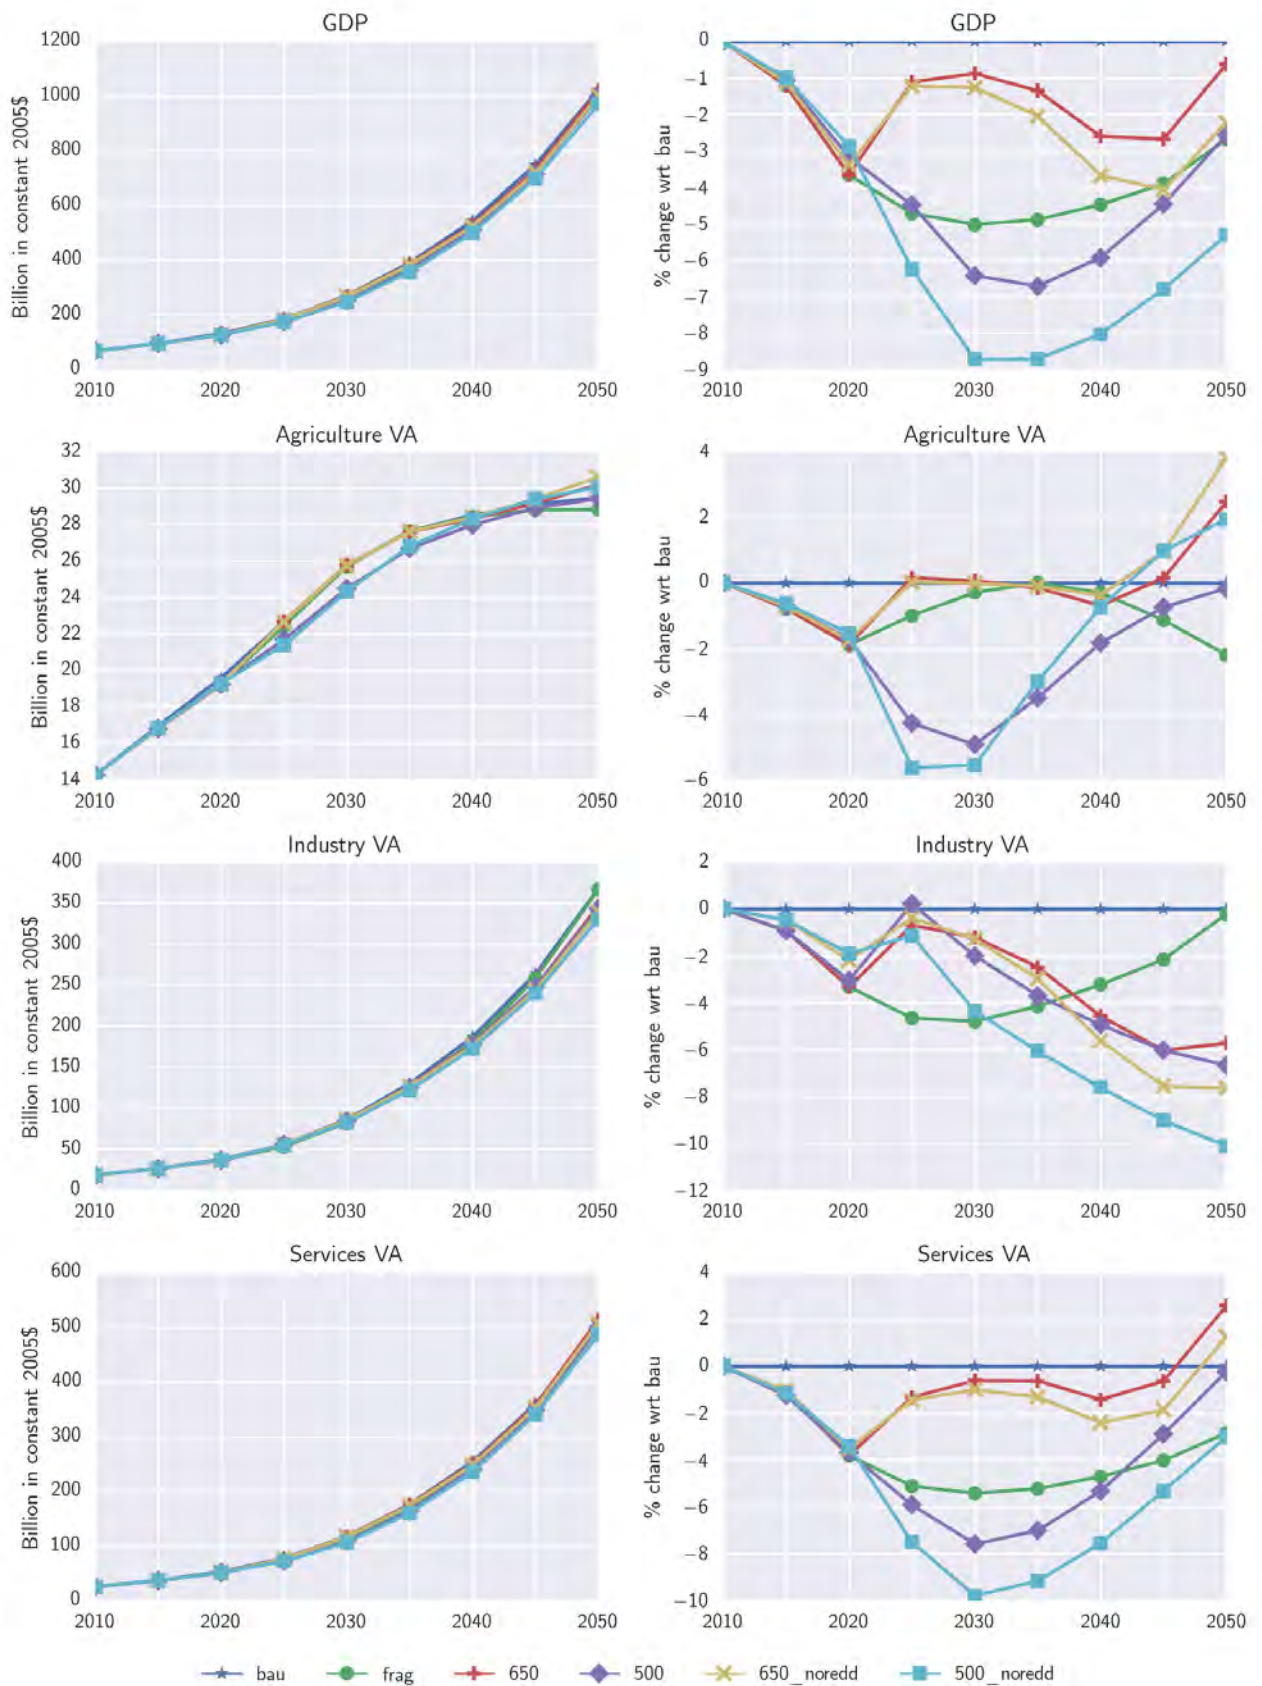 GDP
1200
1000
800
600
400
200
0
Billion in constant 2005$
2010 2020 2030 2040 2050
GDP
0
−1
−2
−3
−4
−5
−6
−7
−8
−9
% change wrt bau
2010 2020 2030 2040 2050
Agriculture VA
32
30
28
26
24
22
20
18
16
14
Billion in constant 2005$
2010 2020 2030 2040 2050
Agriculture VA
4
2
0
−2
−4
−6
% change wrt bau
2010 2020 2030 2040 2050
Industry VA
400
350
300
250
200
150
100
50
0
Billion in constant 2005$
2010 2020 2030 2040 2050
Industry VA
2
0
−2
−4
−6
−8
−10
−12
% change wrt bau
2010 2020 2030 2040 2050
Services VA
600
500
400
300
200
100
0
Billion in constant 2005$
2010 2020 2030 2040 2050
Services VA
4
2
0
−2
−4
−6
−8
−10
% change wrt bau
2010 2020 2030 2040 2050
bau frag 650 500 650_noredd 500_noredd